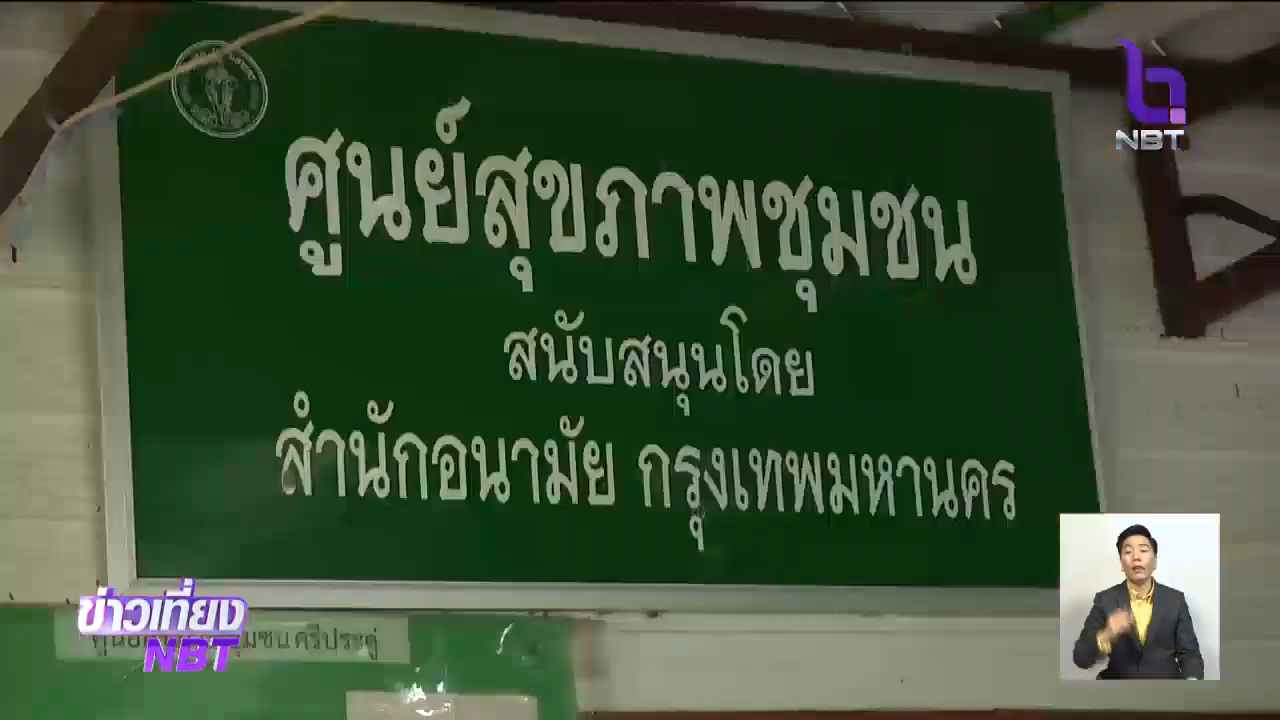 ศูนย์สุขภาพชุมชน
สนับสนุนโดย
สำนักอนามัย กรุงเทพมหานคร
NBT
ข่าวเที่ยง
NBT